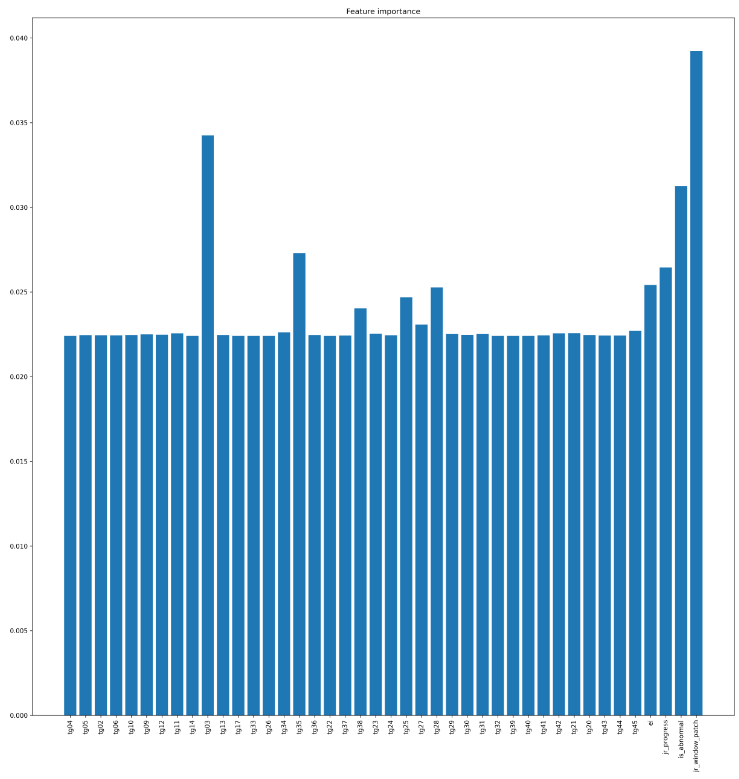 Feature importance
0.040
0.035
0.030
0.025
0.020
0.015
0.010
0.005
0.000
tg04
tg05
tg02
tg06
tg10
tg09
tg12
tg11
tg14
tg03
tg13
tg17
tg33
tg26
tg34
tg35
tg36
tg22
tg37
tg38
tg23
tg24
tg25
tg27
tg28
tg29
tg30
tg31
tg32
tg39
tg40
tg41
tg42
tg21
tg20
tg43
tg44
tg45
ei
jr_progress
is_abnormal
jr_window_patch